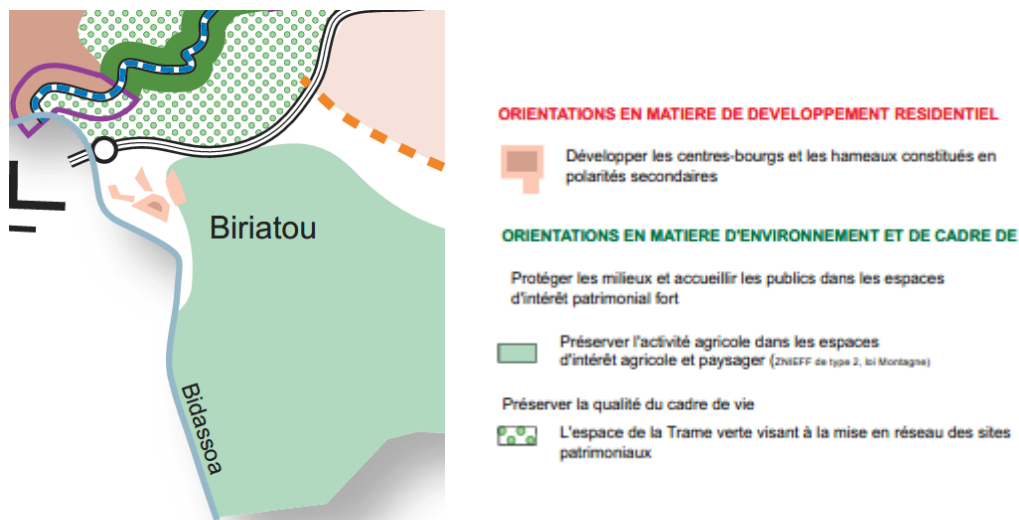 Biriatou
Bidassoa
ORIENTATIONS EN MATIERE DE DEVELOPPEMENT RESIDENTIEL
Développer les centres-bourgs et les hameaux constitués en
polarités secondaires
ORIENTATIONS EN MATIERE D'ENVIRONNEMENT ET DE CADRE DE
Protéger les milieux et accueillir les publics dans les espaces
d'intérêt patrimonial fort
Préserver l'activité agricole dans les espaces
d'intérêt agricole et paysager (ZNIEFF de type 2, loi Montagne)
Préserver la qualité du cadre de vie
L'espace de la Trame verte visant à la mise en réseau des sites
patrimoniaux